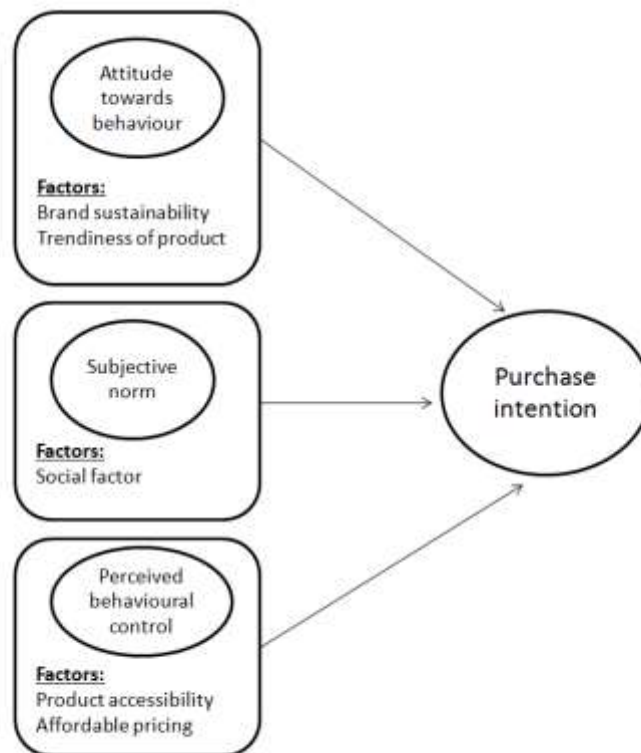 Attitude
towards
behaviour
Factors:
Brand sustainability
Trendiness of product
Subjective
norm
Factors:
Social factor
Perceived
behavioural
control
Factors:
Product accessibility
Affordable pricing
Purchase
intention